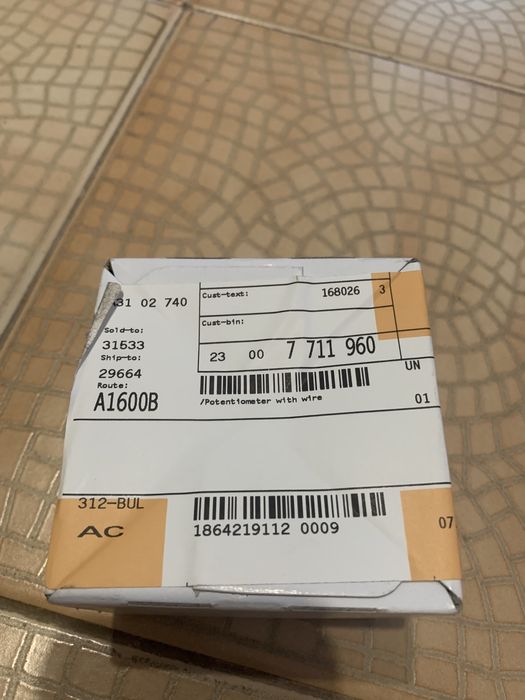 31 02 740
Cust-text: 168026 3
Cust-bin:
Sold-to:
31533
Ship-to:
29664
Route:
A1600B
23 00 7 711 960
UN
/Potentiometer with wire
01
312-BUL
AC
1864219112 0009
07